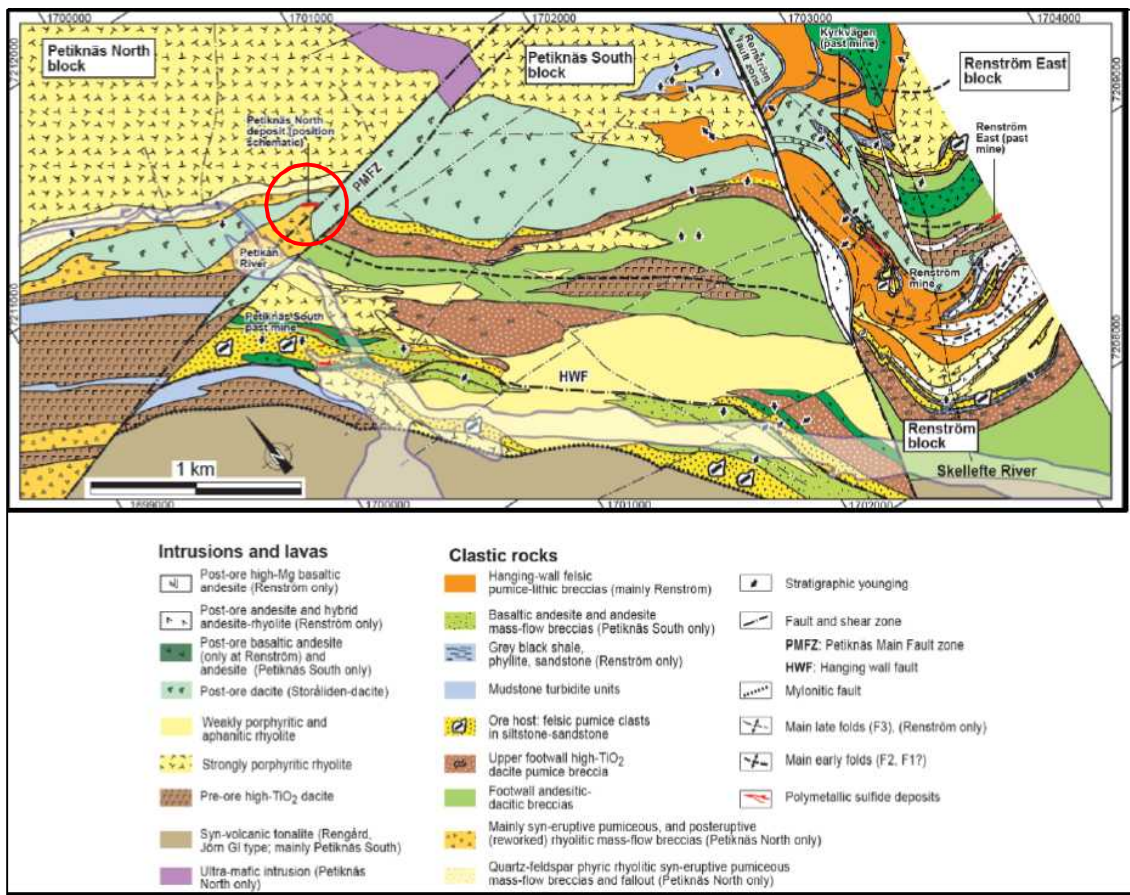 1700000
1701000
1702000
1703000
1704000
7212000
7209000
7211000
7208000
Petiknäs North
block
Petiknäs South
block
Renström
fault zone
Kyrkvägen
(past mine)
Renström East
block
Petiknäs North
deposit (position
schematic)
Renström
East (past
mine)
PMFZ
Petikån
River
Renström
mine
Petiknäs South
past mine
HWF
Renström
block
Skellefte River
1 km
1699000
1700000
1701000
1702000
Intrusions and lavas
Post-ore high-Mg basaltic
andesite (Renström only)
Post-ore andesite and hybrid
andesite-rhyolite (Renström only)
Post-ore basaltic andesite
(only at Renström) and
andesite (Petiknäs South only)
Post-ore dacite (Storåliden-dacite)
Weakly porphyritic and
aphanitic rhyolite
Strongly porphyritic rhyolite
Pre-ore high-TiO2 dacite
Syn-volcanic tonalite (Rengård,
Jörn GI type; mainly Petiknäs South)
Ultra-mafic intrusion (Petiknäs
North only)
Clastic rocks
Hanging-wall felsic
pumice-lithic breccias (mainly Renström)
Basaltic andesite and andesite
mass-flow breccias (Petiknäs South only)
Grey black shale,
phyllite, sandstone (Renström only)
Mudstone turbidite units
Ore host: felsic pumice clasts
in siltstone-sandstone
Upper footwall high-TiO2
dacite pumice breccia
Footwall andesitic-
dacitic breccias
Mainly syn-eruptive pumiceous, and posteruptive
(reworked) rhyolitic mass-flow breccias (Petiknäs North only)
Quartz-feldspar phyric rhyolitic syn-eruptive pumiceous
mass-flow breccias and fallout (Petiknäs North only)
Stratigraphic younging
Fault and shear zone
PMFZ: Petiknäs Main Fault zone
HWF: Hanging wall fault
Mylonitic fault
Main late folds (F3), (Renström only)
Main early folds (F2, F1?)
Polymetallic sulfide deposits